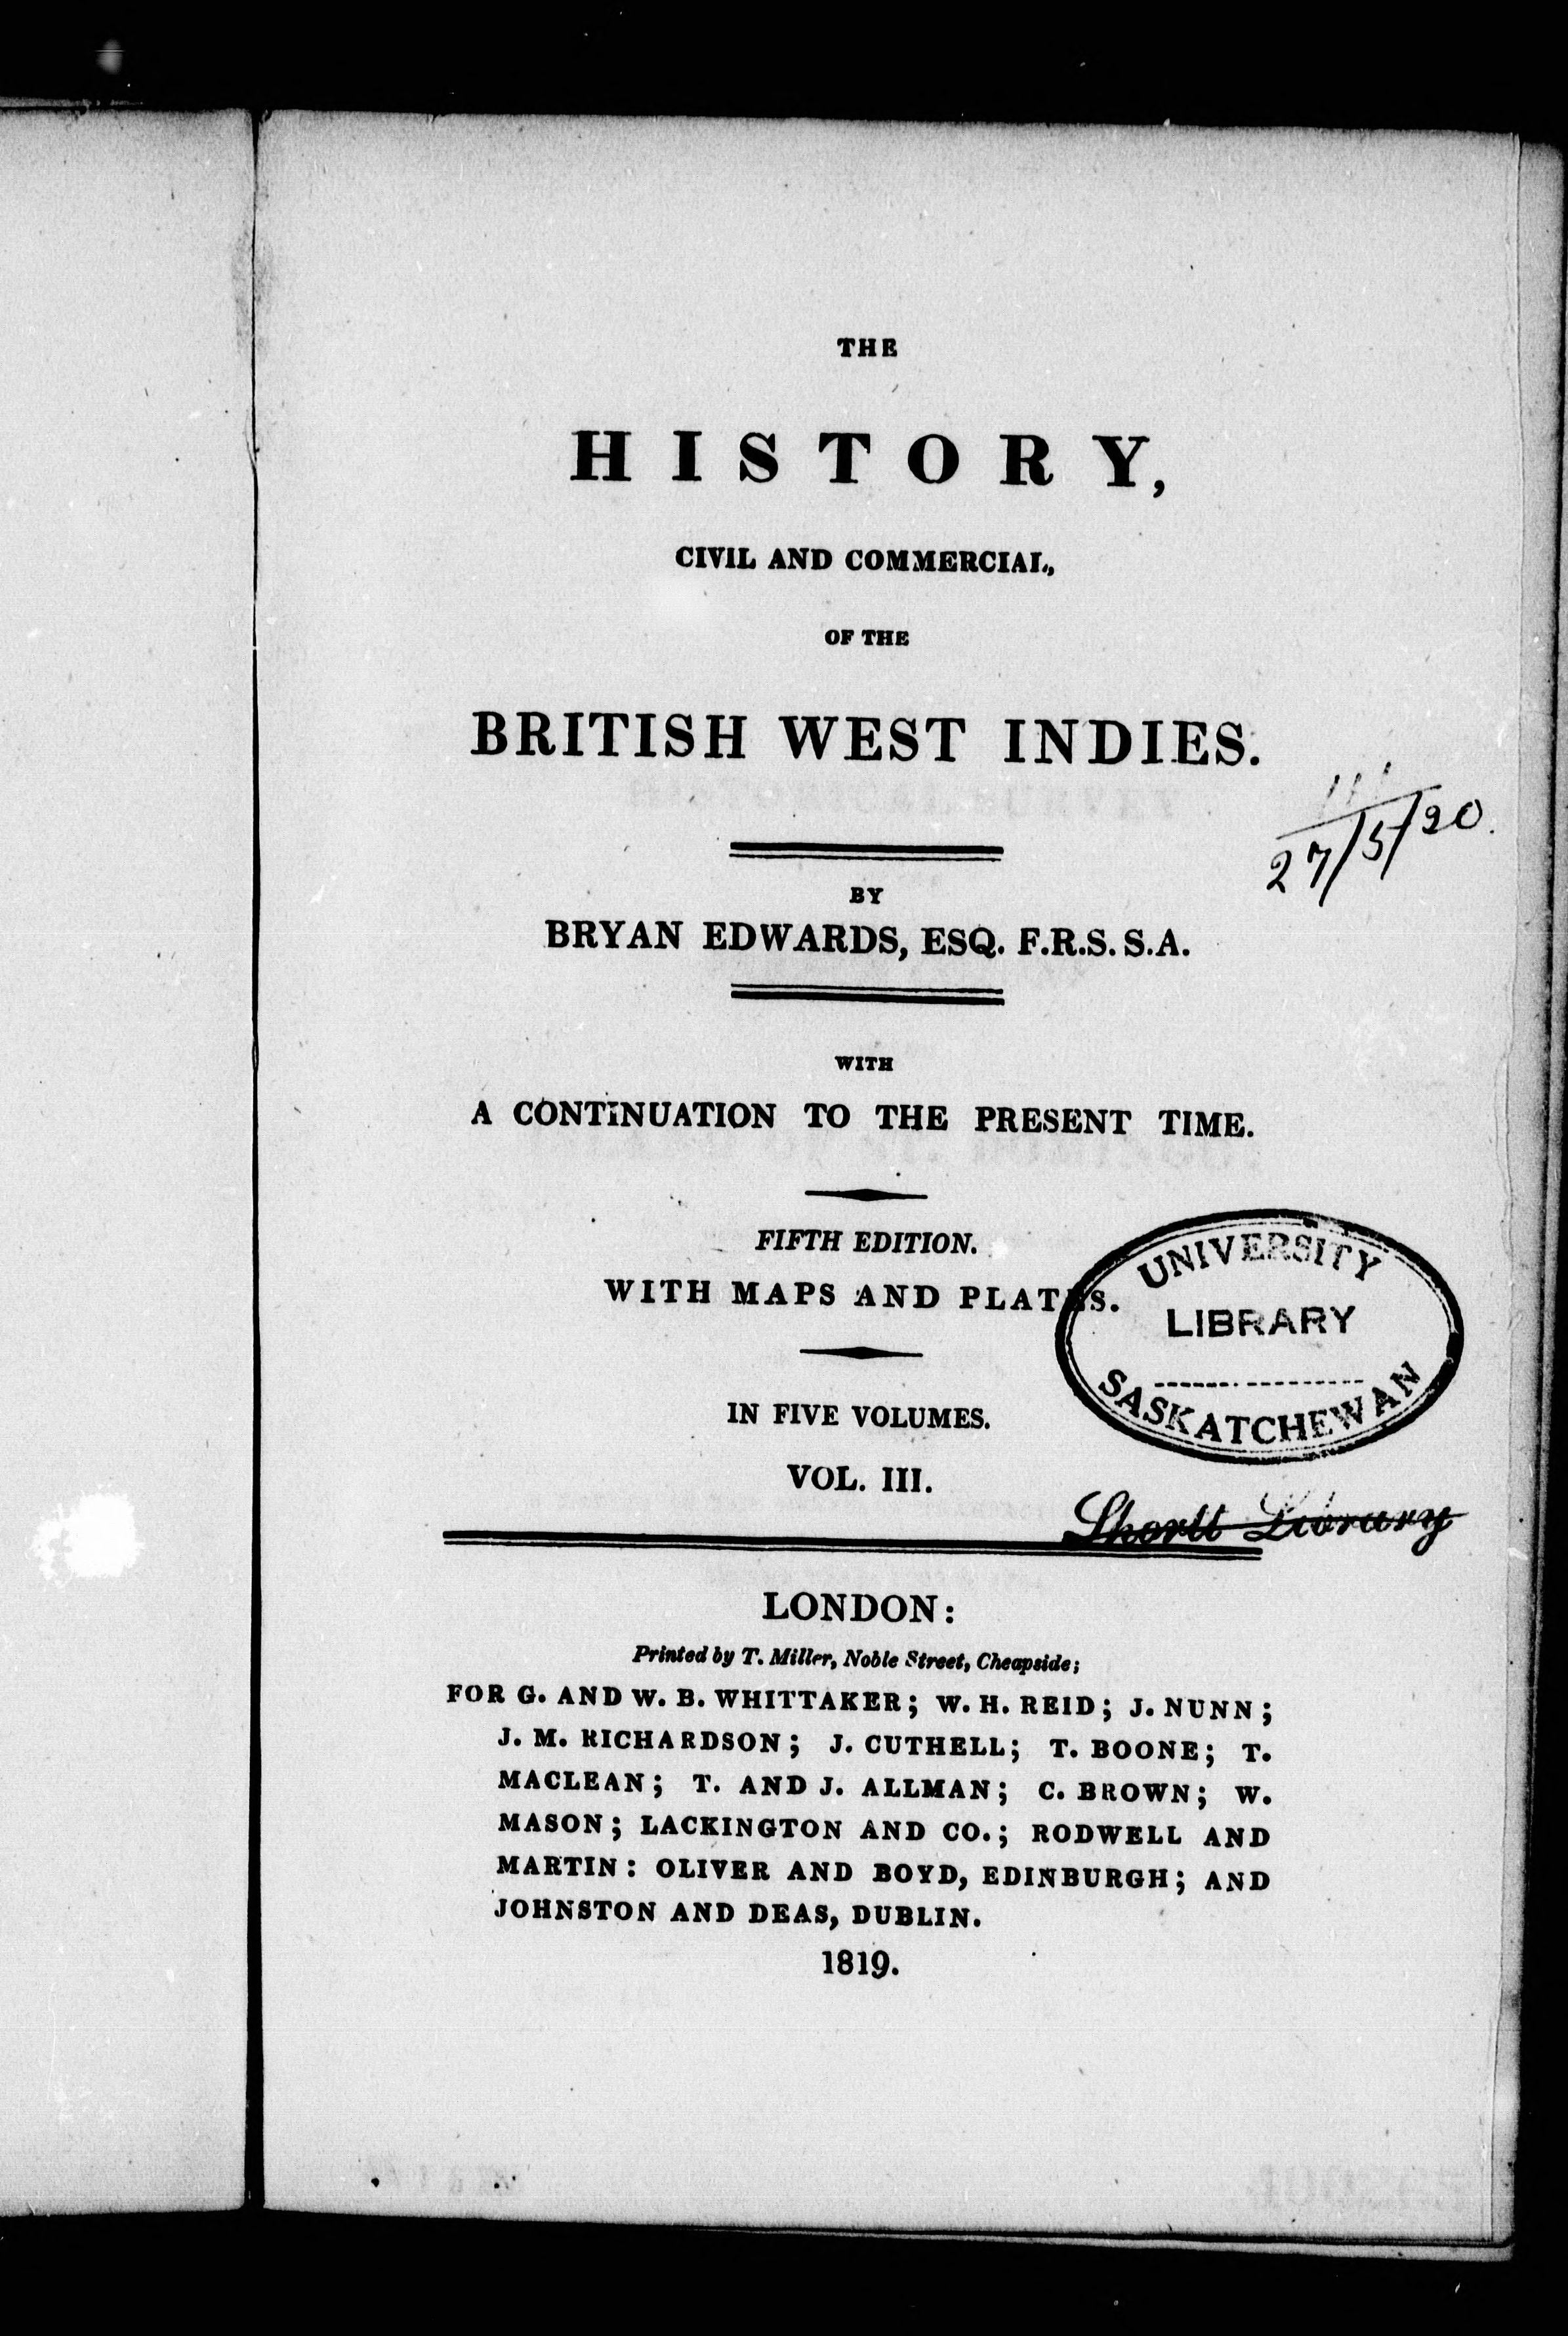 THE
HISTORY,
CIVIL AND COMMERCIAL,
OF THE
BRITISH WEST INDIES.
27/5/20.
BY
BRYAN EDWARDS, ESQ. F.R.S. S.A.
WITH
A CONTINUATION TO THE PRESENT TIME.
FIFTH EDITION.
WITH MAPS AND PLATES.
UNIVERSITY
LIBRARY
SASKATCHEWAN
IN FIVE VOLUMES.
VOL. III.
Shortt Library
LONDON:
Printed by T. Miller, Noble Street, Cheapside;
FOR G. AND W. B. WHITTAKER; W. H. REID; J. NUNN;
J. M. RICHARDSON; J. CUTHELL; T. BOONE; T.
MACLEAN; T. AND J. ALLMAN; C. BROWN; W.
MASON; LACKINGTON AND CO.; RODWELL AND
MARTIN: OLIVER AND BOYD, EDINBURGH; AND
JOHNSTON AND DEAS, DUBLIN.
1819.